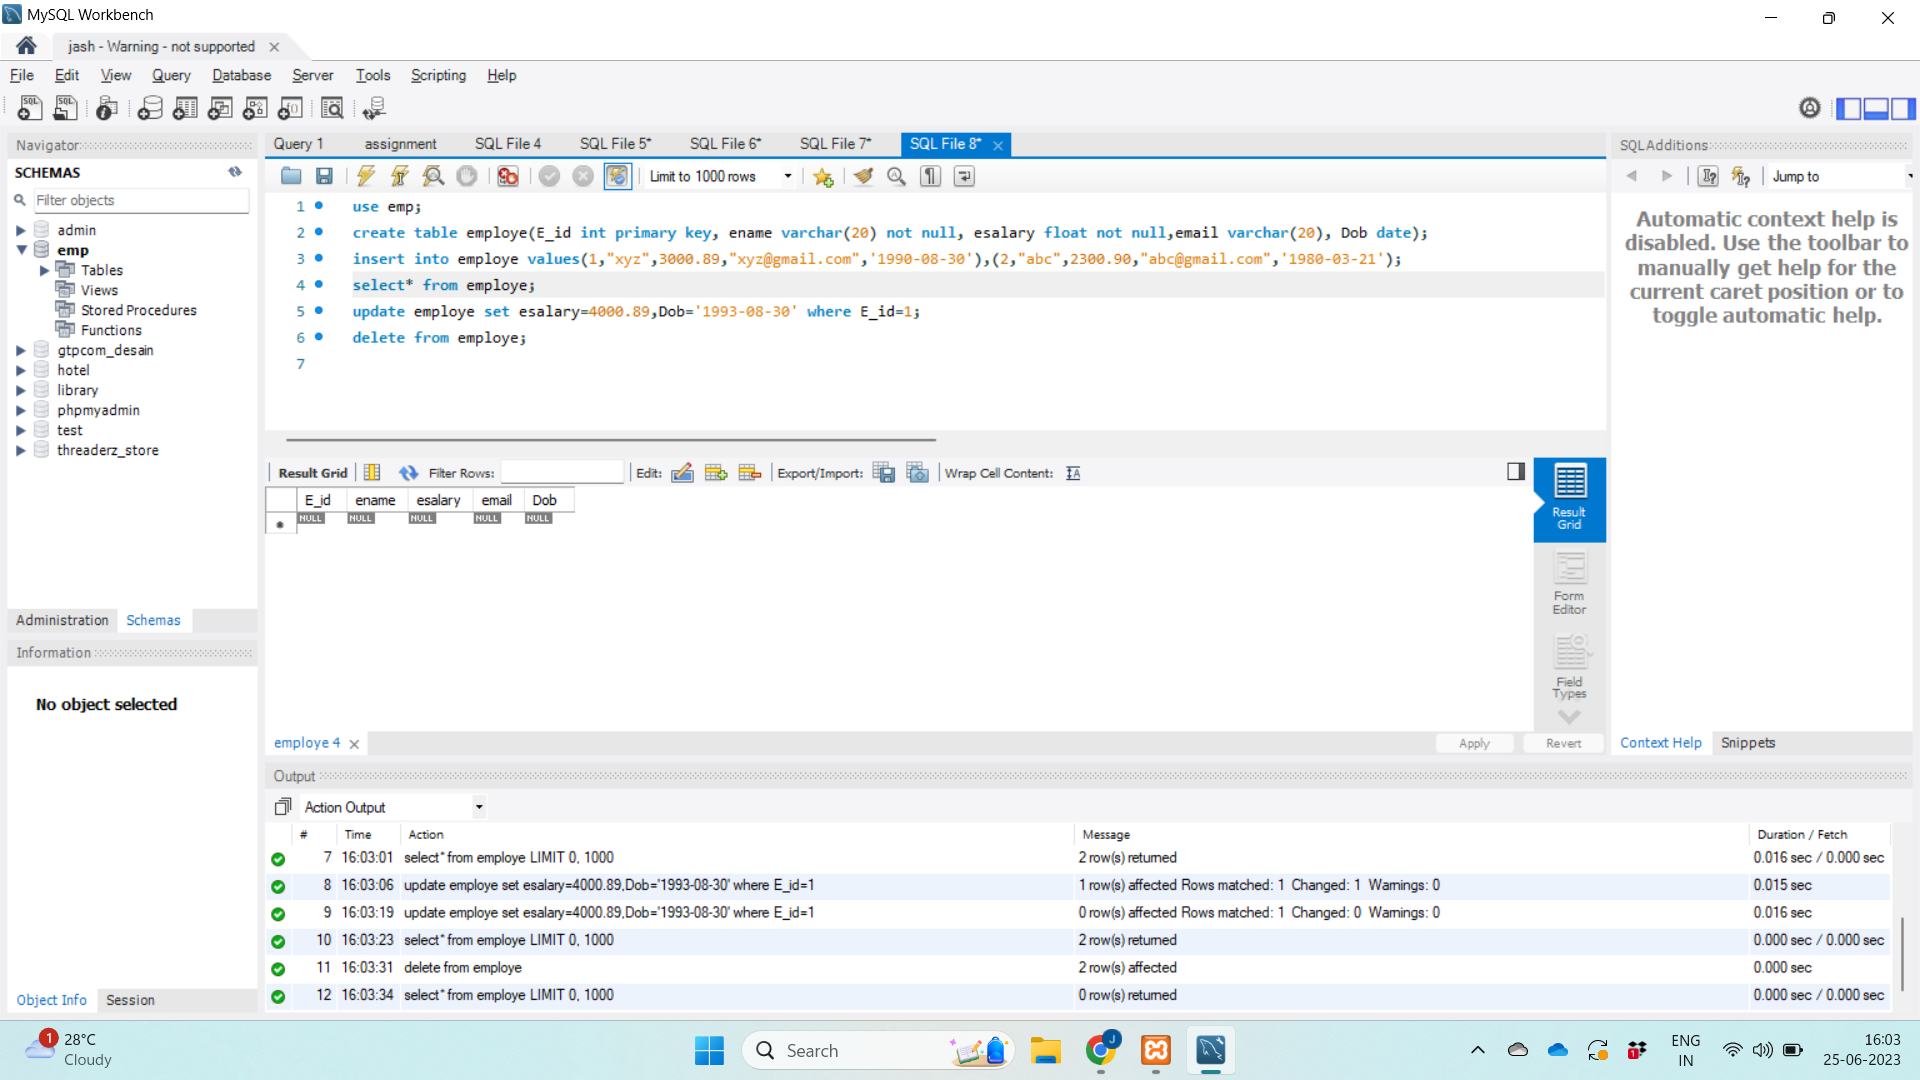 MySQL Workbench
jash - Warning - not supported
File Edit View Query Database Server Tools Scripting Help
Navigator
SCHEMAS
Filter objects
admin
emp
Tables
Views
Stored Procedures
Functions
gtpcom_desain
hotel
library
phpmyadmin
test
threaderz_store
Administration Schemas
Information
No object selected
Object Info Session
Query 1 assignment SQL File 4 SQL File 5* SQL File 6* SQL File 7* SQL File 8*
Limit to 1000 rows
1 use emp;
2 create table employe(E_id int primary key, ename varchar(20) not null, esalary float not null,email varchar(20), Dob date);
3 insert into employe values(1,"xyz",3000.89,"xyz@gmail.com",'1990-08-30'),(2,"abc",2300.90,"abc@gmail.com",'1980-03-21');
4 select* from employe;
5 update employe set esalary=4000.89,Dob='1993-08-30' where E_id=1;
6 delete from employe;
7
Result Grid Filter Rows: Edit: Export/Import: Wrap Cell Content:
E_id ename esalary email Dob
NULL NULL NULL NULL NULL
Result
Grid
Form
Editor
Field
Types
employe 4
Apply Revert
SQLAdditions
Jump to
Automatic context help is
disabled. Use the toolbar to
manually get help for the
current caret position or to
toggle automatic help.
Context Help Snippets
Output
Action Output
# Time Action Message Duration / Fetch
7 16:03:01 select* from employe LIMIT 0, 1000 2 row(s) returned 0.016 sec / 0.000 sec
8 16:03:06 update employe set esalary=4000.89,Dob='1993-08-30' where E_id=1 1 row(s) affected Rows matched: 1 Changed: 1 Warnings: 0 0.015 sec
9 16:03:19 update employe set esalary=4000.89,Dob='1993-08-30' where E_id=1 0 row(s) affected Rows matched: 1 Changed: 0 Warnings: 0 0.016 sec
10 16:03:23 select* from employe LIMIT 0, 1000 2 row(s) returned 0.000 sec / 0.000 sec
11 16:03:31 delete from employe 2 row(s) affected 0.000 sec
12 16:03:34 select* from employe LIMIT 0, 1000 0 row(s) returned 0.000 sec / 0.000 sec
1
28°C
Cloudy
Search
J
1
ENG
IN
16:03
25-06-2023